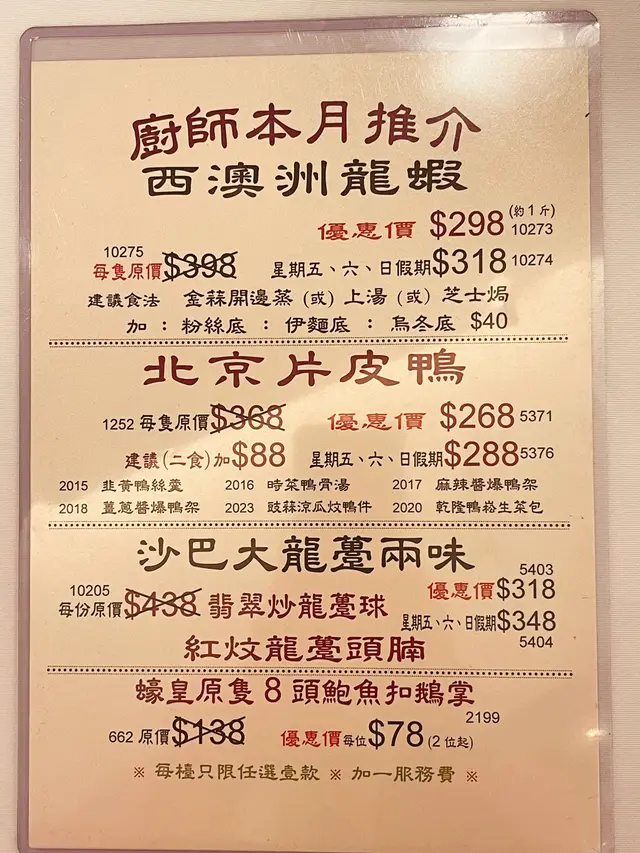 廚師本月推介
西澳洲龍蝦
優惠價 $298 (約1斤) 10273
10275
每隻原價$398 星期五、六、日假期$318 10274
建議食法 金蒜開邊蒸 (或) 上湯 (或) 芝士焗
加 : 粉絲底 : 伊麵底 : 烏冬底 $40
北京片皮鴨
1252 每隻原價$368 優惠價 $268 5371
建議(二食)加$88 星期五、六、日假期$288 5376
2015 韭黃鴨絲羹 2016 時菜鴨骨湯 2017 麻辣醬爆鴨架
2018 薑蔥醬爆鴨架 2023 豉蒜涼瓜炆鴨件 2020 乾隆鴨崧生菜包
沙巴大龍躉兩味
5403
10205
每份原價$438 翡翠炒龍躉球 優惠價$318
星期五、六、日假期$348
紅炆龍躉頭腩 5404
蠔皇原隻8頭鮑魚扣鵝掌
2199
662 原價$138 優惠價每位$78(2位起)
※ 每檯只限任選壹款 ※ 加一服務費 ※